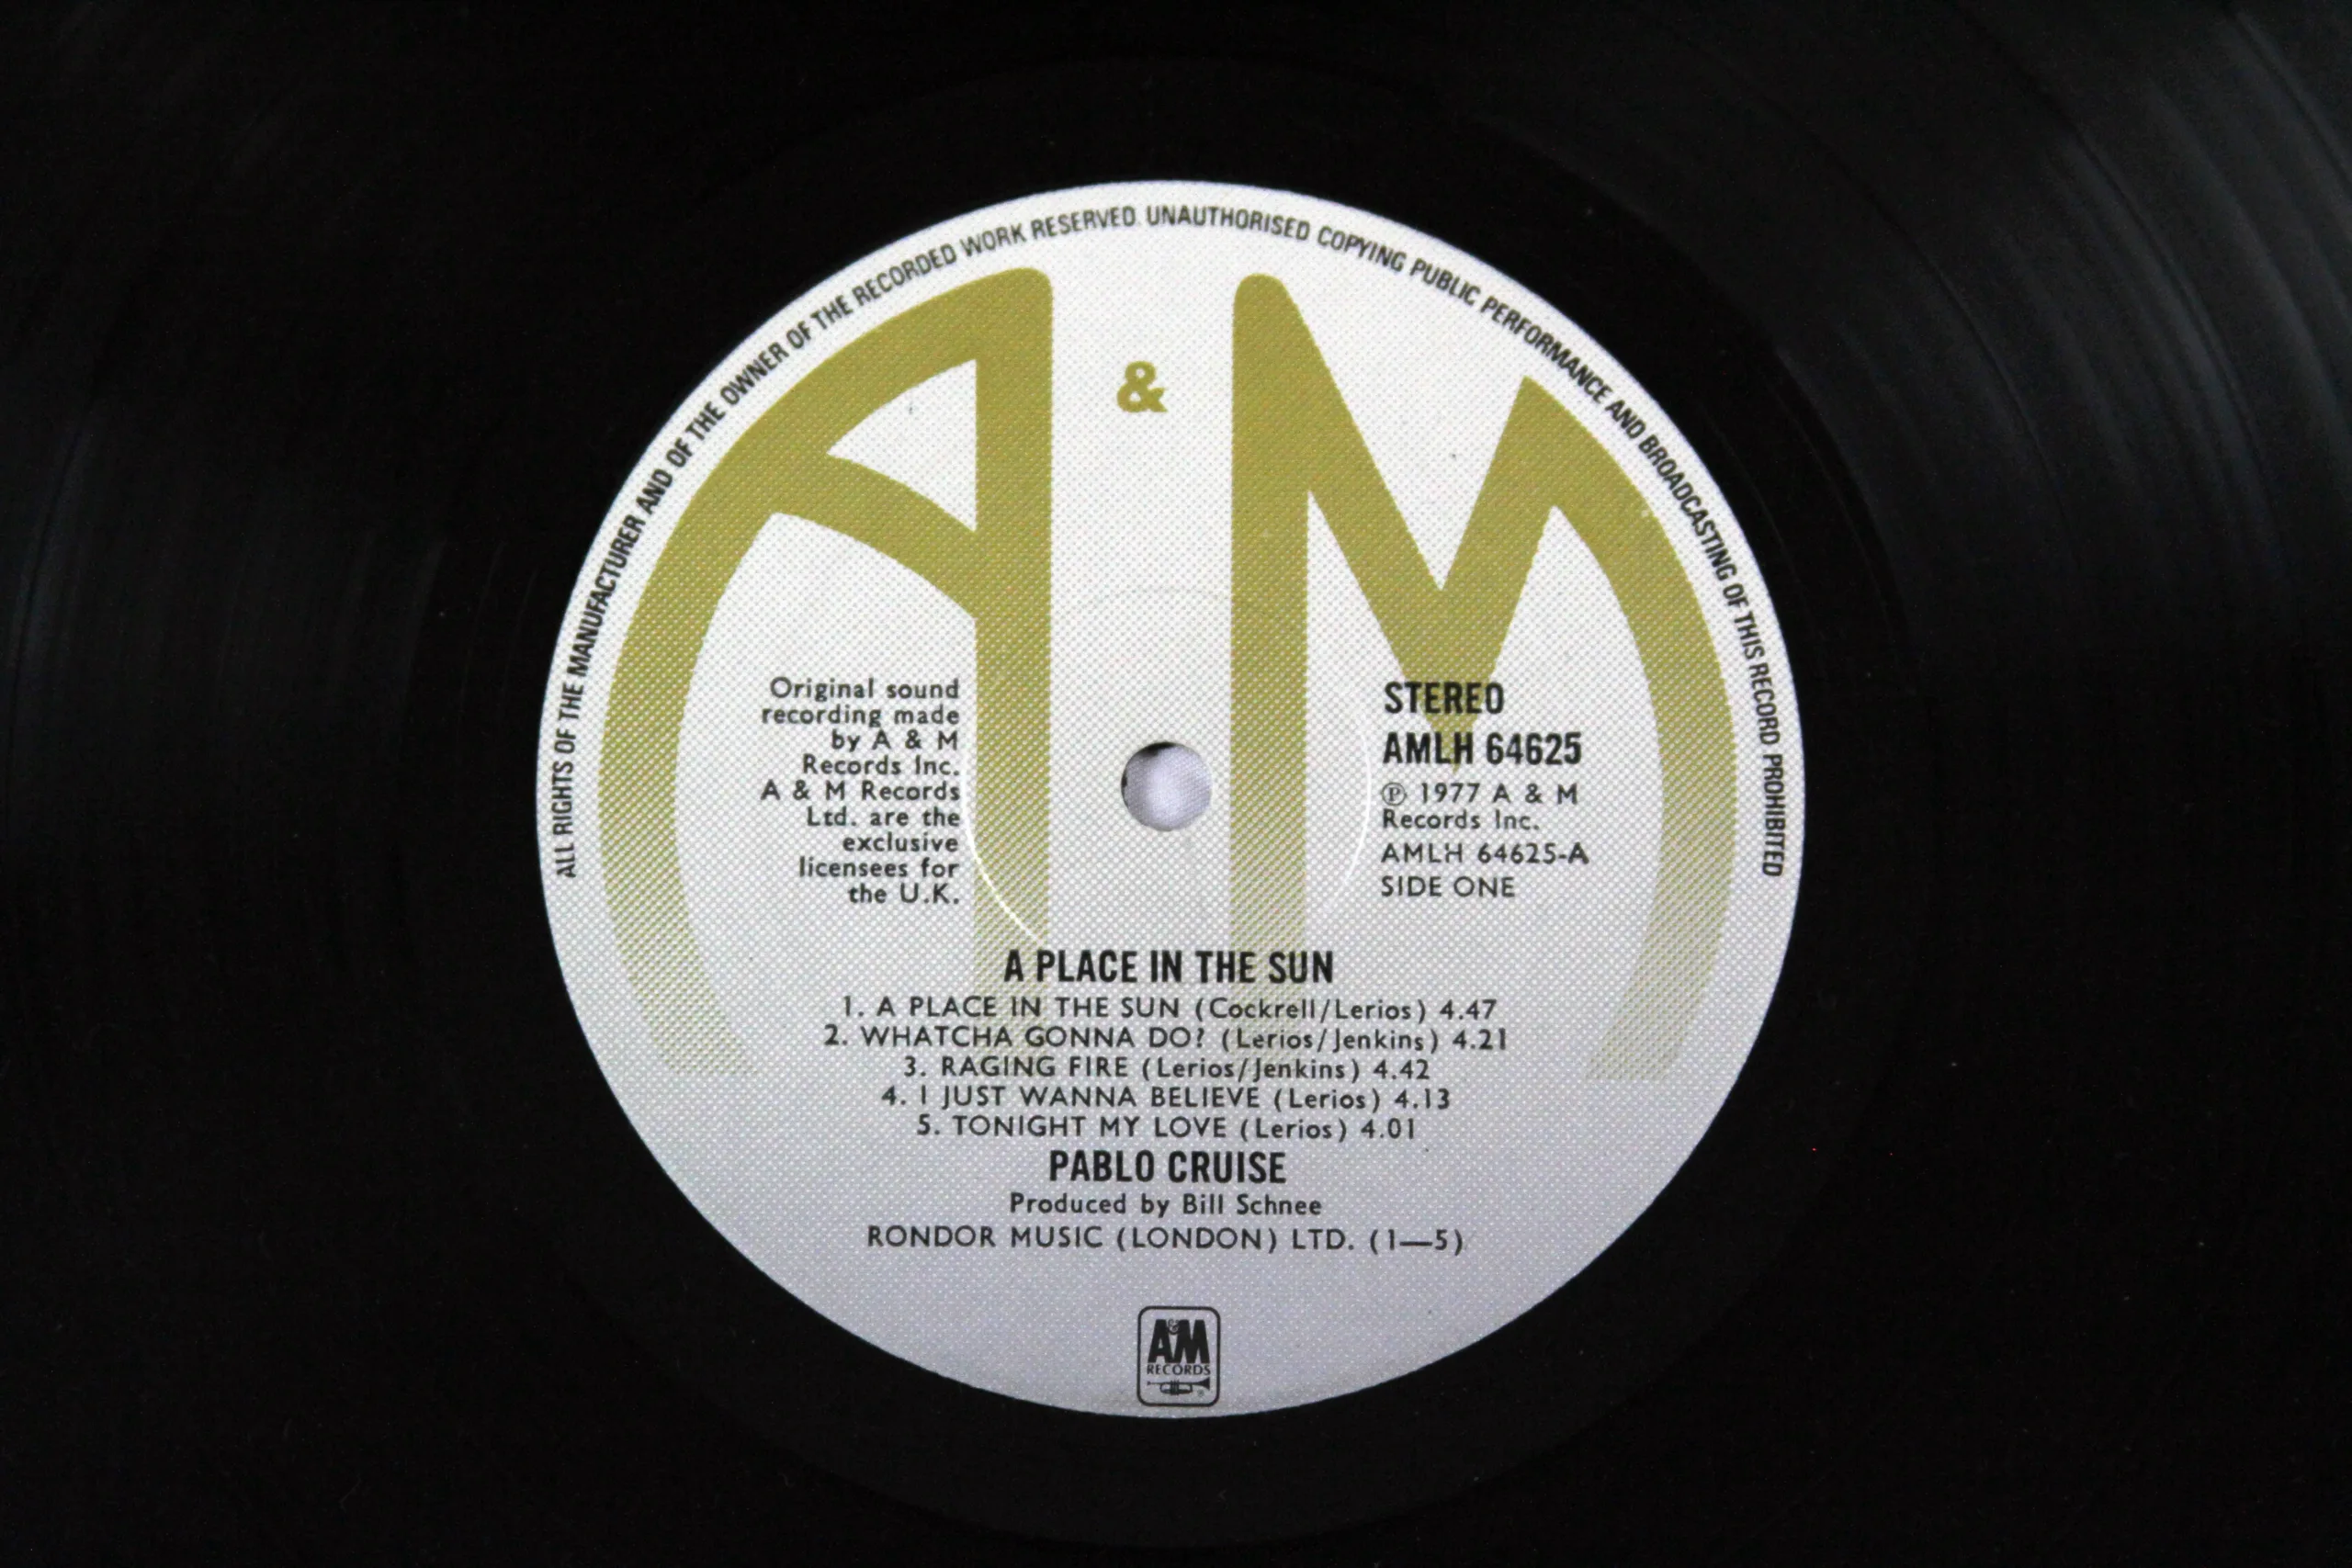 ALL RIGHTS OF THE MANUFACTURER AND OF THE OWNER OF THE RECORDED WORK RESERVED. UNAUTHORISED COPYING PUBLIC PERFORMANCE AND BROADCASTING OF THIS RECORD PROHIBITED
A & M
Original sound
recording made
by A & M
Records Inc.
A & M Records
Ltd. are the
exclusive
licensees for
the U.K.
STEREO
AMLH 64625
℗ 1977 A & M
Records Inc.
AMLH 64625-A
SIDE ONE
A PLACE IN THE SUN
1. A PLACE IN THE SUN (Cockrell/Lerios) 4.47
2. WHATCHA GONNA DO? (Lerios/Jenkins) 4.21
3. RAGING FIRE (Lerios/Jenkins) 4.42
4. I JUST WANNA BELIEVE (Lerios) 4.13
5. TONIGHT MY LOVE (Lerios) 4.01
PABLO CRUISE
Produced by Bill Schnee
RONDOR MUSIC (LONDON) LTD. (1—5)
A&M
RECORDS
®